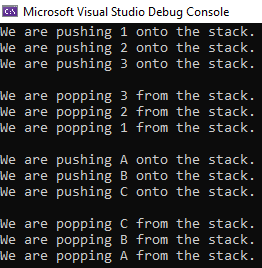 Microsoft Visual Studio Debug Console
We are pushing 1 onto the stack.
We are pushing 2 onto the stack.
We are pushing 3 onto the stack.
We are popping 3 from the stack.
We are popping 2 from the stack.
We are popping 1 from the stack.
We are pushing A onto the stack.
We are pushing B onto the stack.
We are pushing C onto the stack.
We are popping C from the stack.
We are popping B from the stack.
We are popping A from the stack.